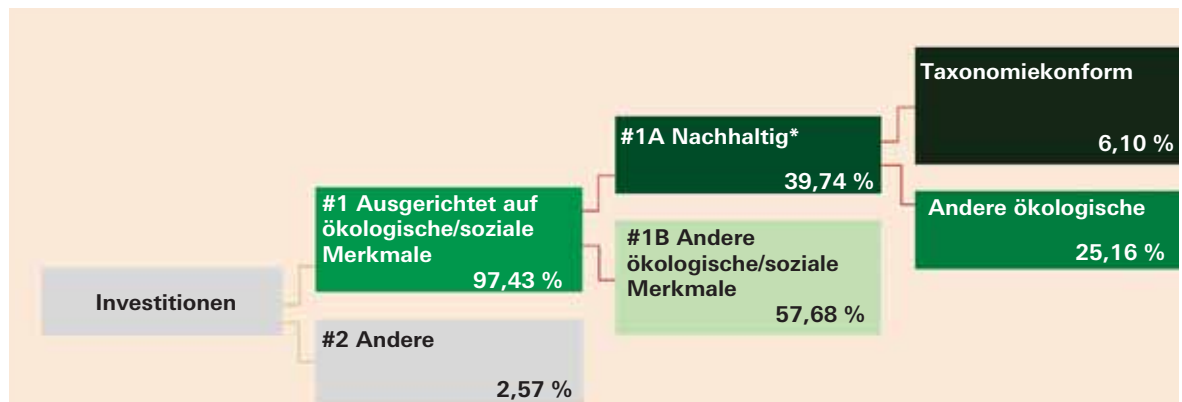 Investitionen
#1 Ausgerichtet auf
ökologische/soziale
Merkmale
97,43 %
#2 Andere
2,57 %
#1A Nachhaltig*
39,74 %
#1B Andere
ökologische/soziale
Merkmale
57,68 %
Taxonomiekonform
6,10 %
Andere ökologische
25,16 %